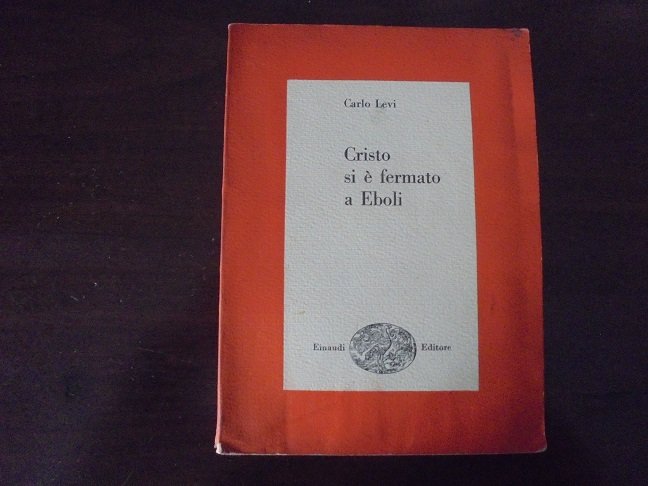 Carlo Levi
Cristo
si è fermato
a Eboli
Einaudi Editore